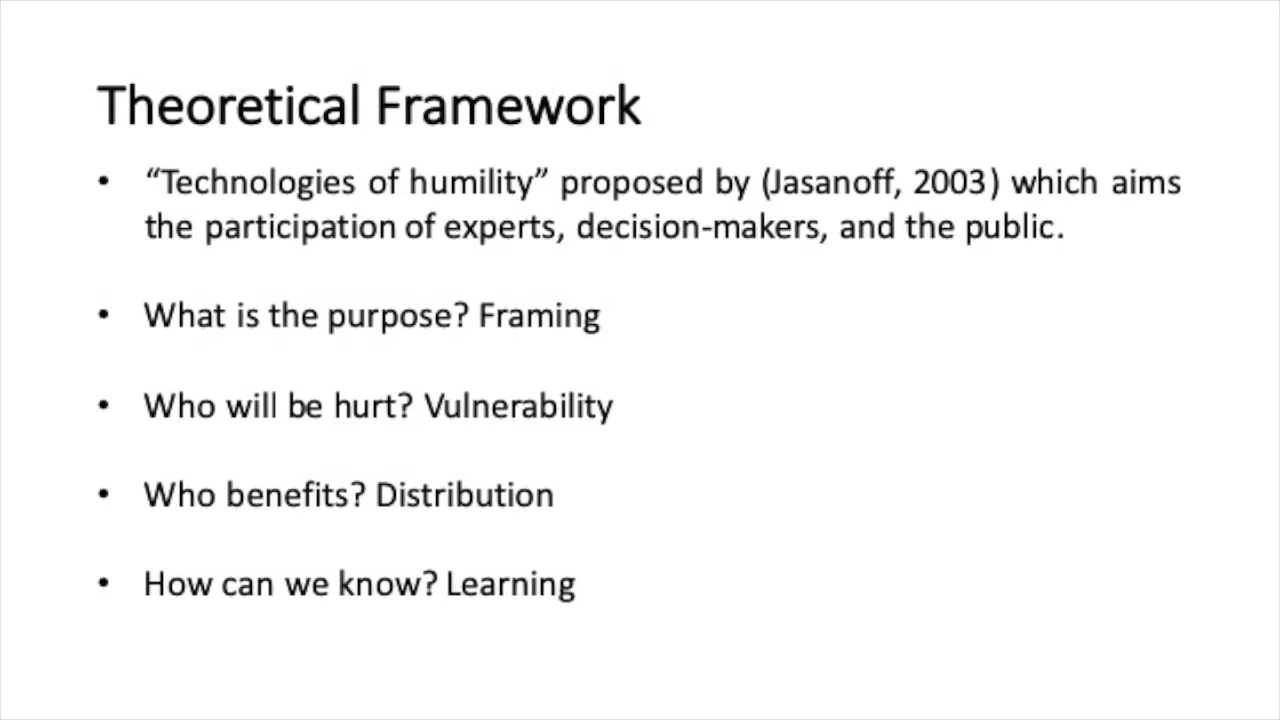 Theoretical Framework
• “Technologies of humility” proposed by (Jasanoff, 2003) which aims
the participation of experts, decision-makers, and the public.
• What is the purpose? Framing
• Who will be hurt? Vulnerability
• Who benefits? Distribution
• How can we know? Learning